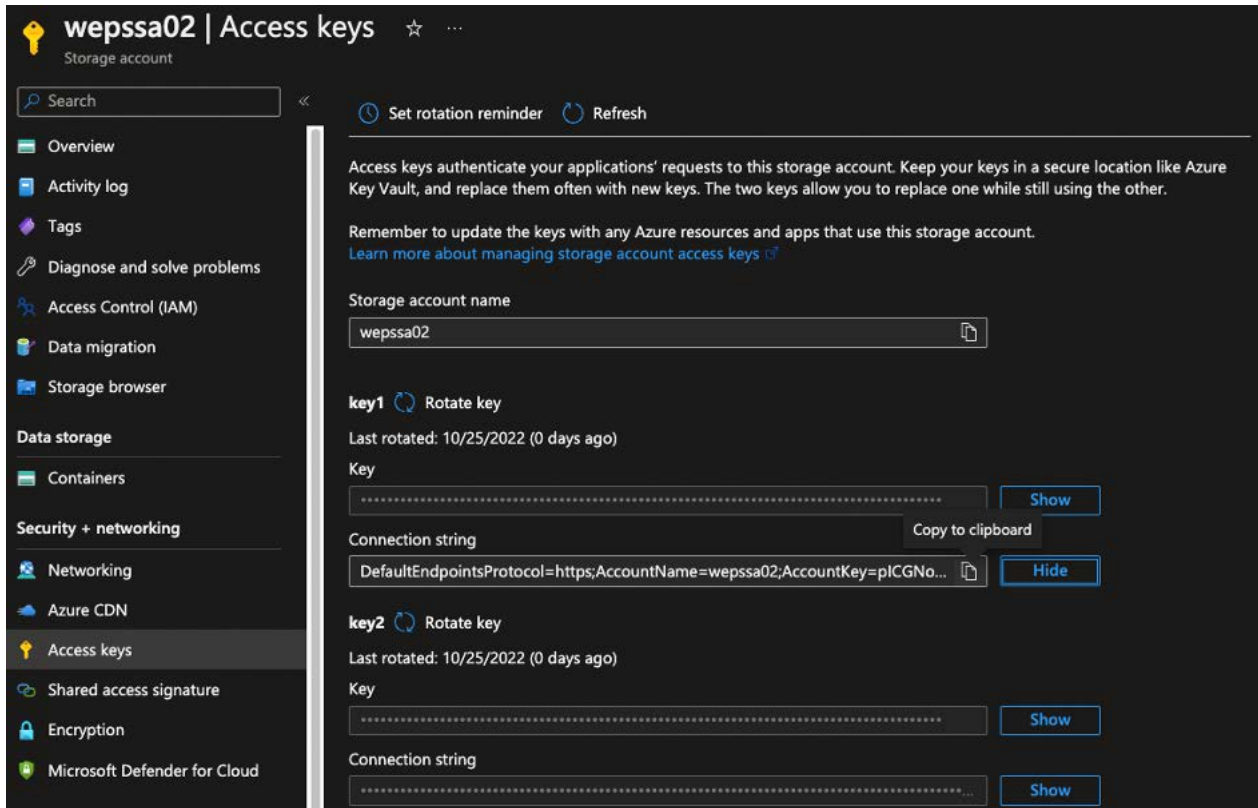 wepssa02 | Access keys
Storage account
Search
Overview
Activity log
Tags
Diagnose and solve problems
Access Control (IAM)
Data migration
Storage browser
Data storage
Containers
Security + networking
Networking
Azure CDN
Access keys
Shared access signature
Encryption
Microsoft Defender for Cloud
Set rotation reminder Refresh
Access keys authenticate your applications' requests to this storage account. Keep your keys in a secure location like Azure
Key Vault, and replace them often with new keys. The two keys allow you to replace one while still using the other.
Remember to update the keys with any Azure resources and apps that use this storage account.
Learn more about managing storage account access keys
Storage account name
wepssa02
key1 Rotate key
Last rotated: 10/25/2022 (0 days ago)
Key
Show
Copy to clipboard
Connection string
DefaultEndpointsProtocol=https;AccountName=wepssa02;AccountKey=plCGNo... Hide
key2 Rotate key
Last rotated: 10/25/2022 (0 days ago)
Key
Show
Connection string
Show